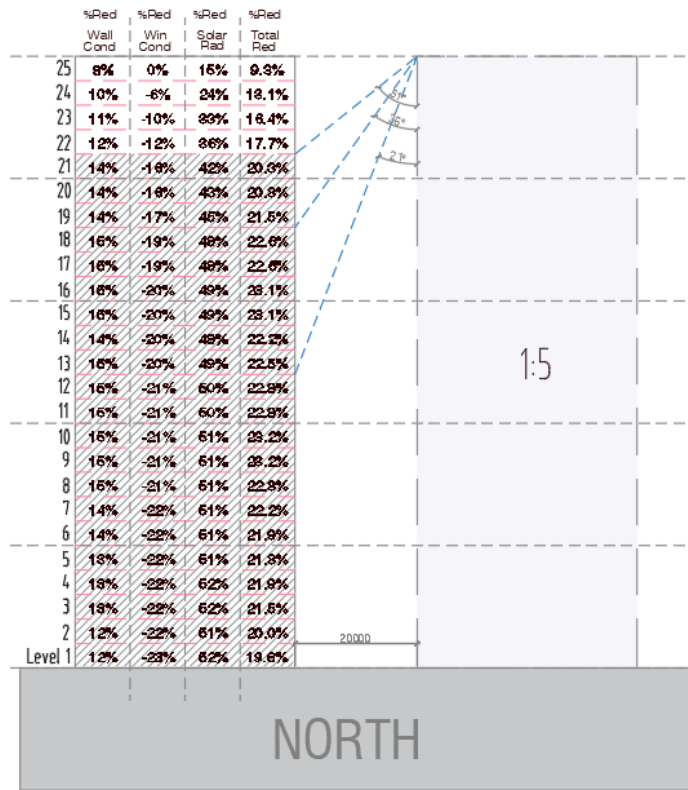 %Red %Red %Red %Red
Wall Cond Win Cond Solar Rad Total Red
25 8% 0% 15% 9.3%
24 10% -6% 24% 13.1%
23 11% -10% 33% 16.4%
22 12% -12% 36% 17.7%
21 14% -16% 42% 20.3%
20 14% -16% 43% 20.8%
19 14% -17% 45% 21.5%
18 15% -19% 48% 22.6%
17 15% -19% 48% 22.6%
16 15% -20% 49% 23.1%
15 15% -20% 49% 23.1%
14 14% -20% 48% 22.2%
13 15% -20% 49% 22.5%
12 15% -21% 50% 22.9%
11 15% -21% 50% 22.9%
10 15% -21% 51% 23.2%
9 15% -21% 51% 23.2%
8 15% -21% 51% 22.9%
7 14% -22% 51% 22.2%
6 14% -22% 51% 21.9%
5 13% -22% 51% 21.3%
4 13% -22% 52% 21.9%
3 13% -22% 52% 21.5%
2 12% -22% 51% 20.0%
Level 1 12% -23% 52% 19.6%
51°
21°
1:5
20000
NORTH